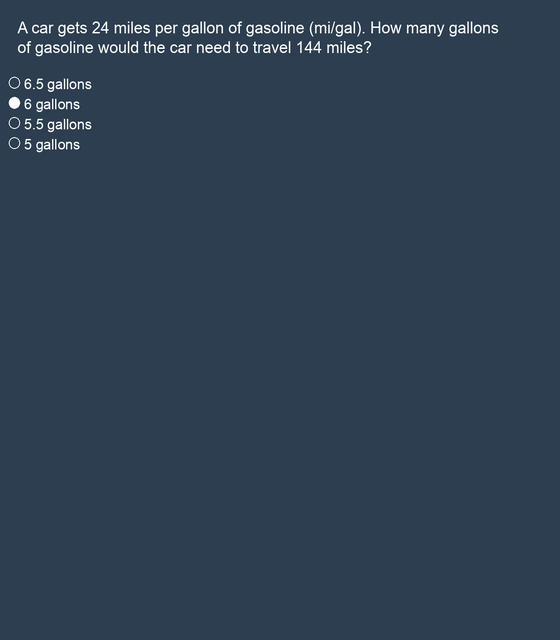 A car gets 24 miles per gallon of gasoline (mi/gal). How many gallons
of gasoline would the car need to travel 144 miles?
6.5 gallons
6 gallons
5.5 gallons
5 gallons